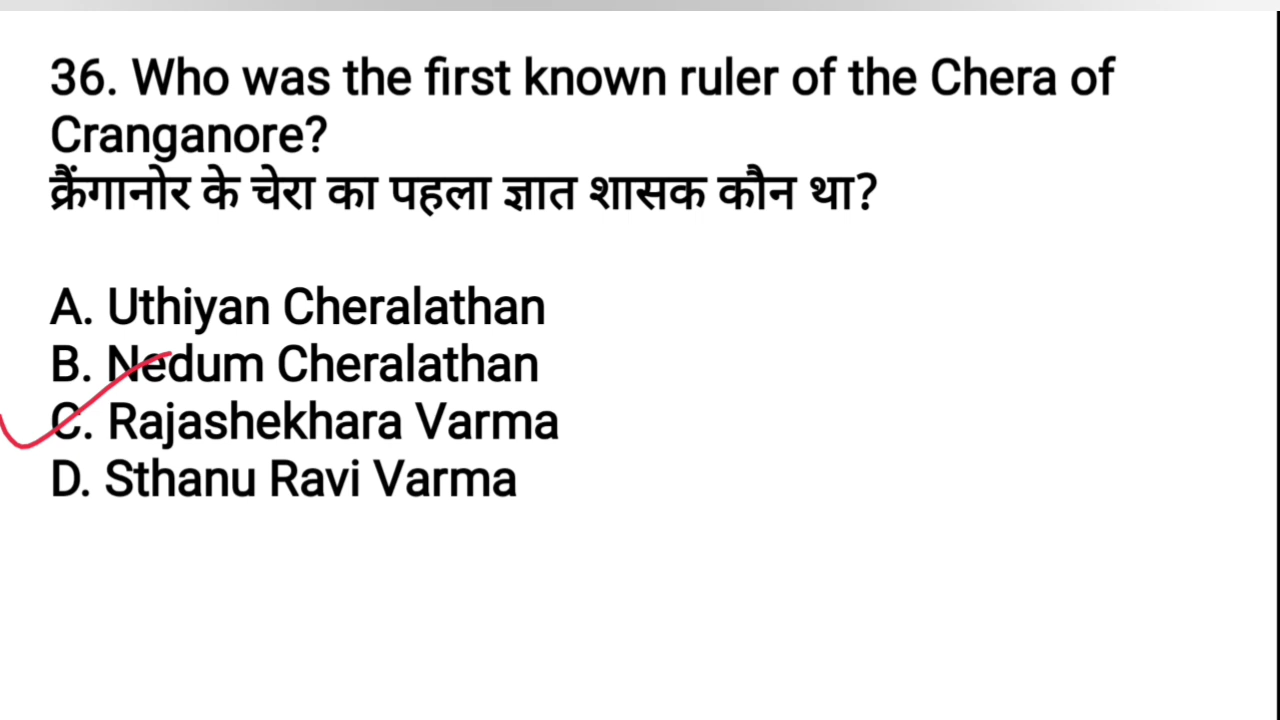 36. Who was the first known ruler of the Chera of
Cranganore?
क्रैंगानोर के चेरा का पहला ज्ञात शासक कौन था?
A. Uthiyan Cheralathan
B. Nedum Cheralathan
C. Rajashekhara Varma
D. Sthanu Ravi Varma